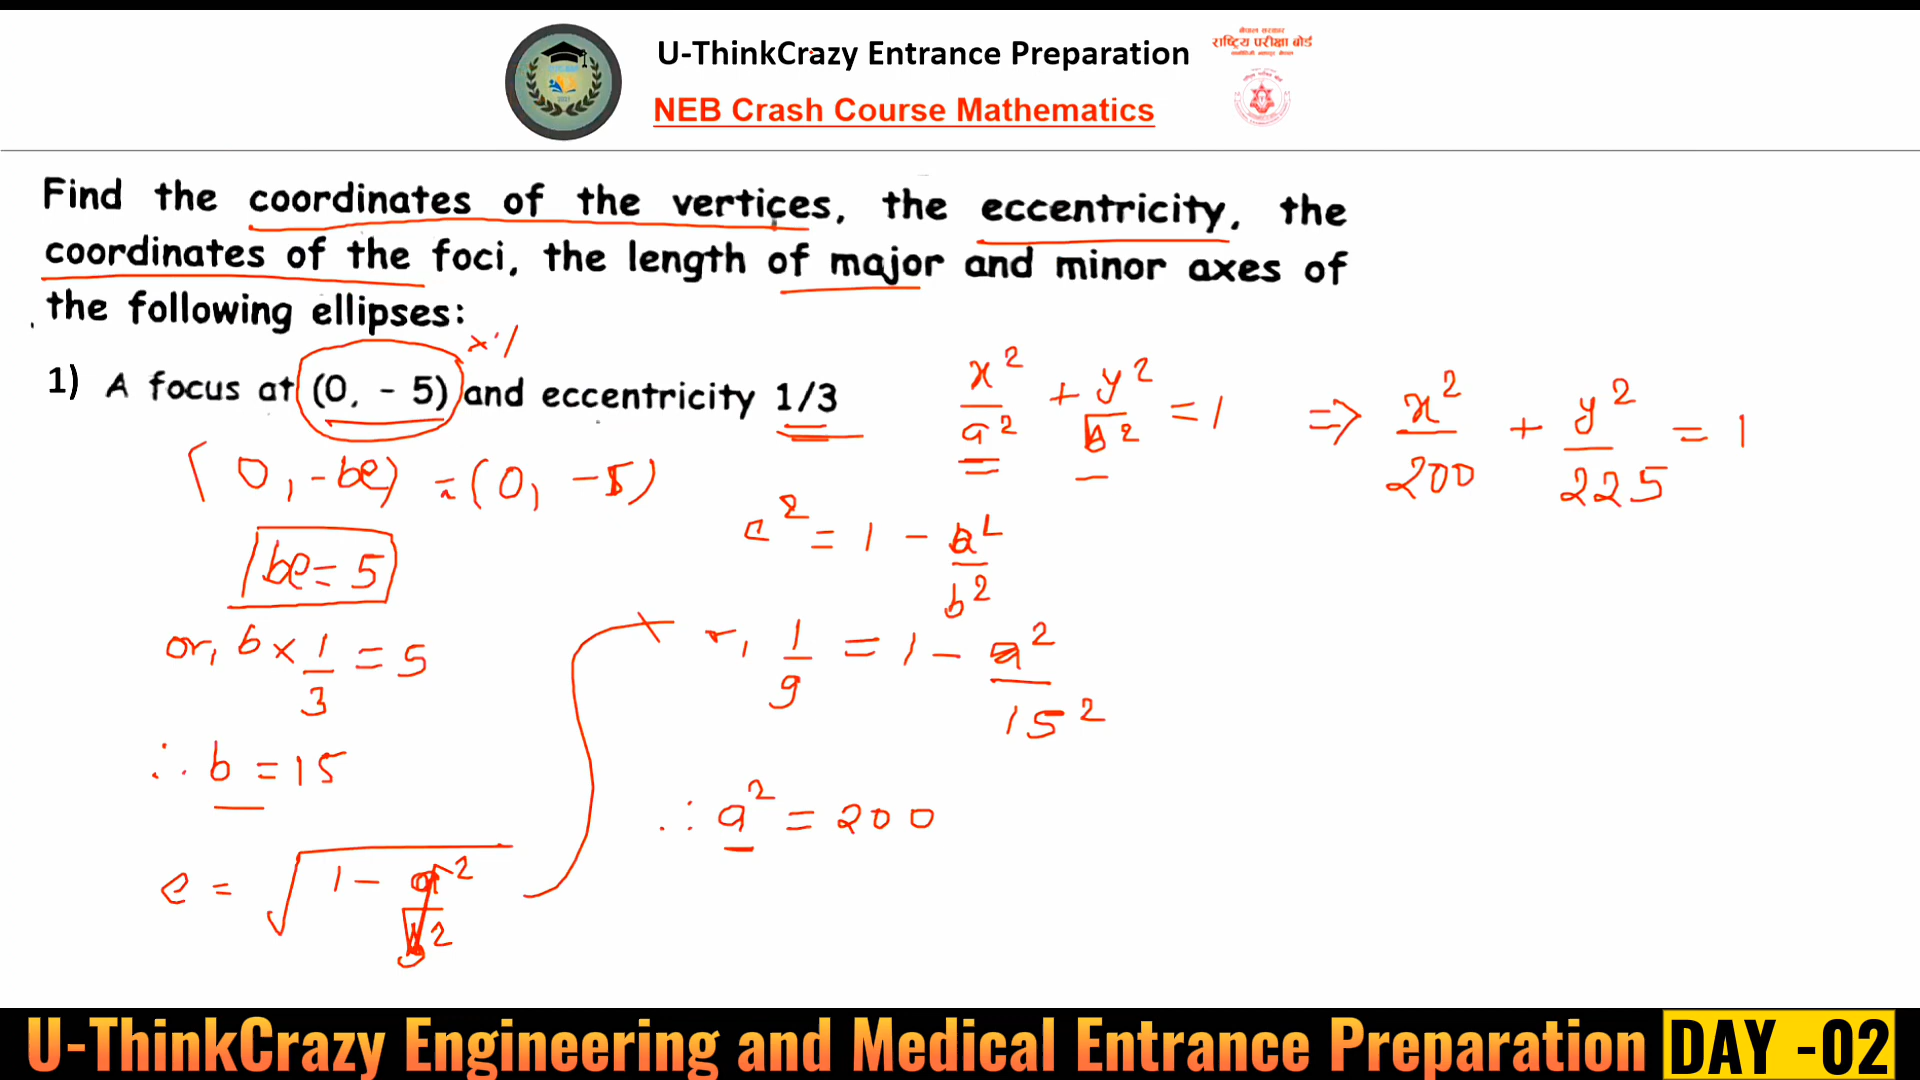 U-ThinkCrazy Entrance Preparation
NEB Crash Course Mathematics
नेपाल सरकार
राष्ट्रिय परीक्षा बोर्ड
Find the coordinates of the vertices, the eccentricity, the
coordinates of the foci, the length of major and minor axes of
the following ellipses:
1) A focus at (0, - 5) and eccentricity 1/3
(0, -be) = (0, -5)
be = 5
or, b × 1/3 = 5
∴ b = 15
e = √(1 - a²/b²)
x²/a² + y²/b² = 1 ⇒ x²/200 + y²/225 = 1
e² = 1 - a²/b²
r, 1/9 = 1 - a²/15²
∴ a² = 200
U-ThinkCrazy Engineering and Medical Entrance Preparation DAY -02